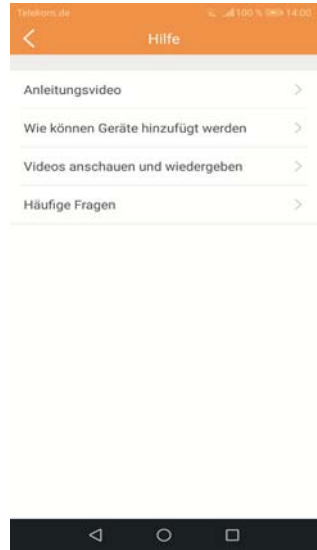 Telekom.de 100 % 14:00
Hilfe
Anleitungsvideo
Wie können Geräte hinzufügt werden
Videos anschauen und wiedergeben
Häufige Fragen